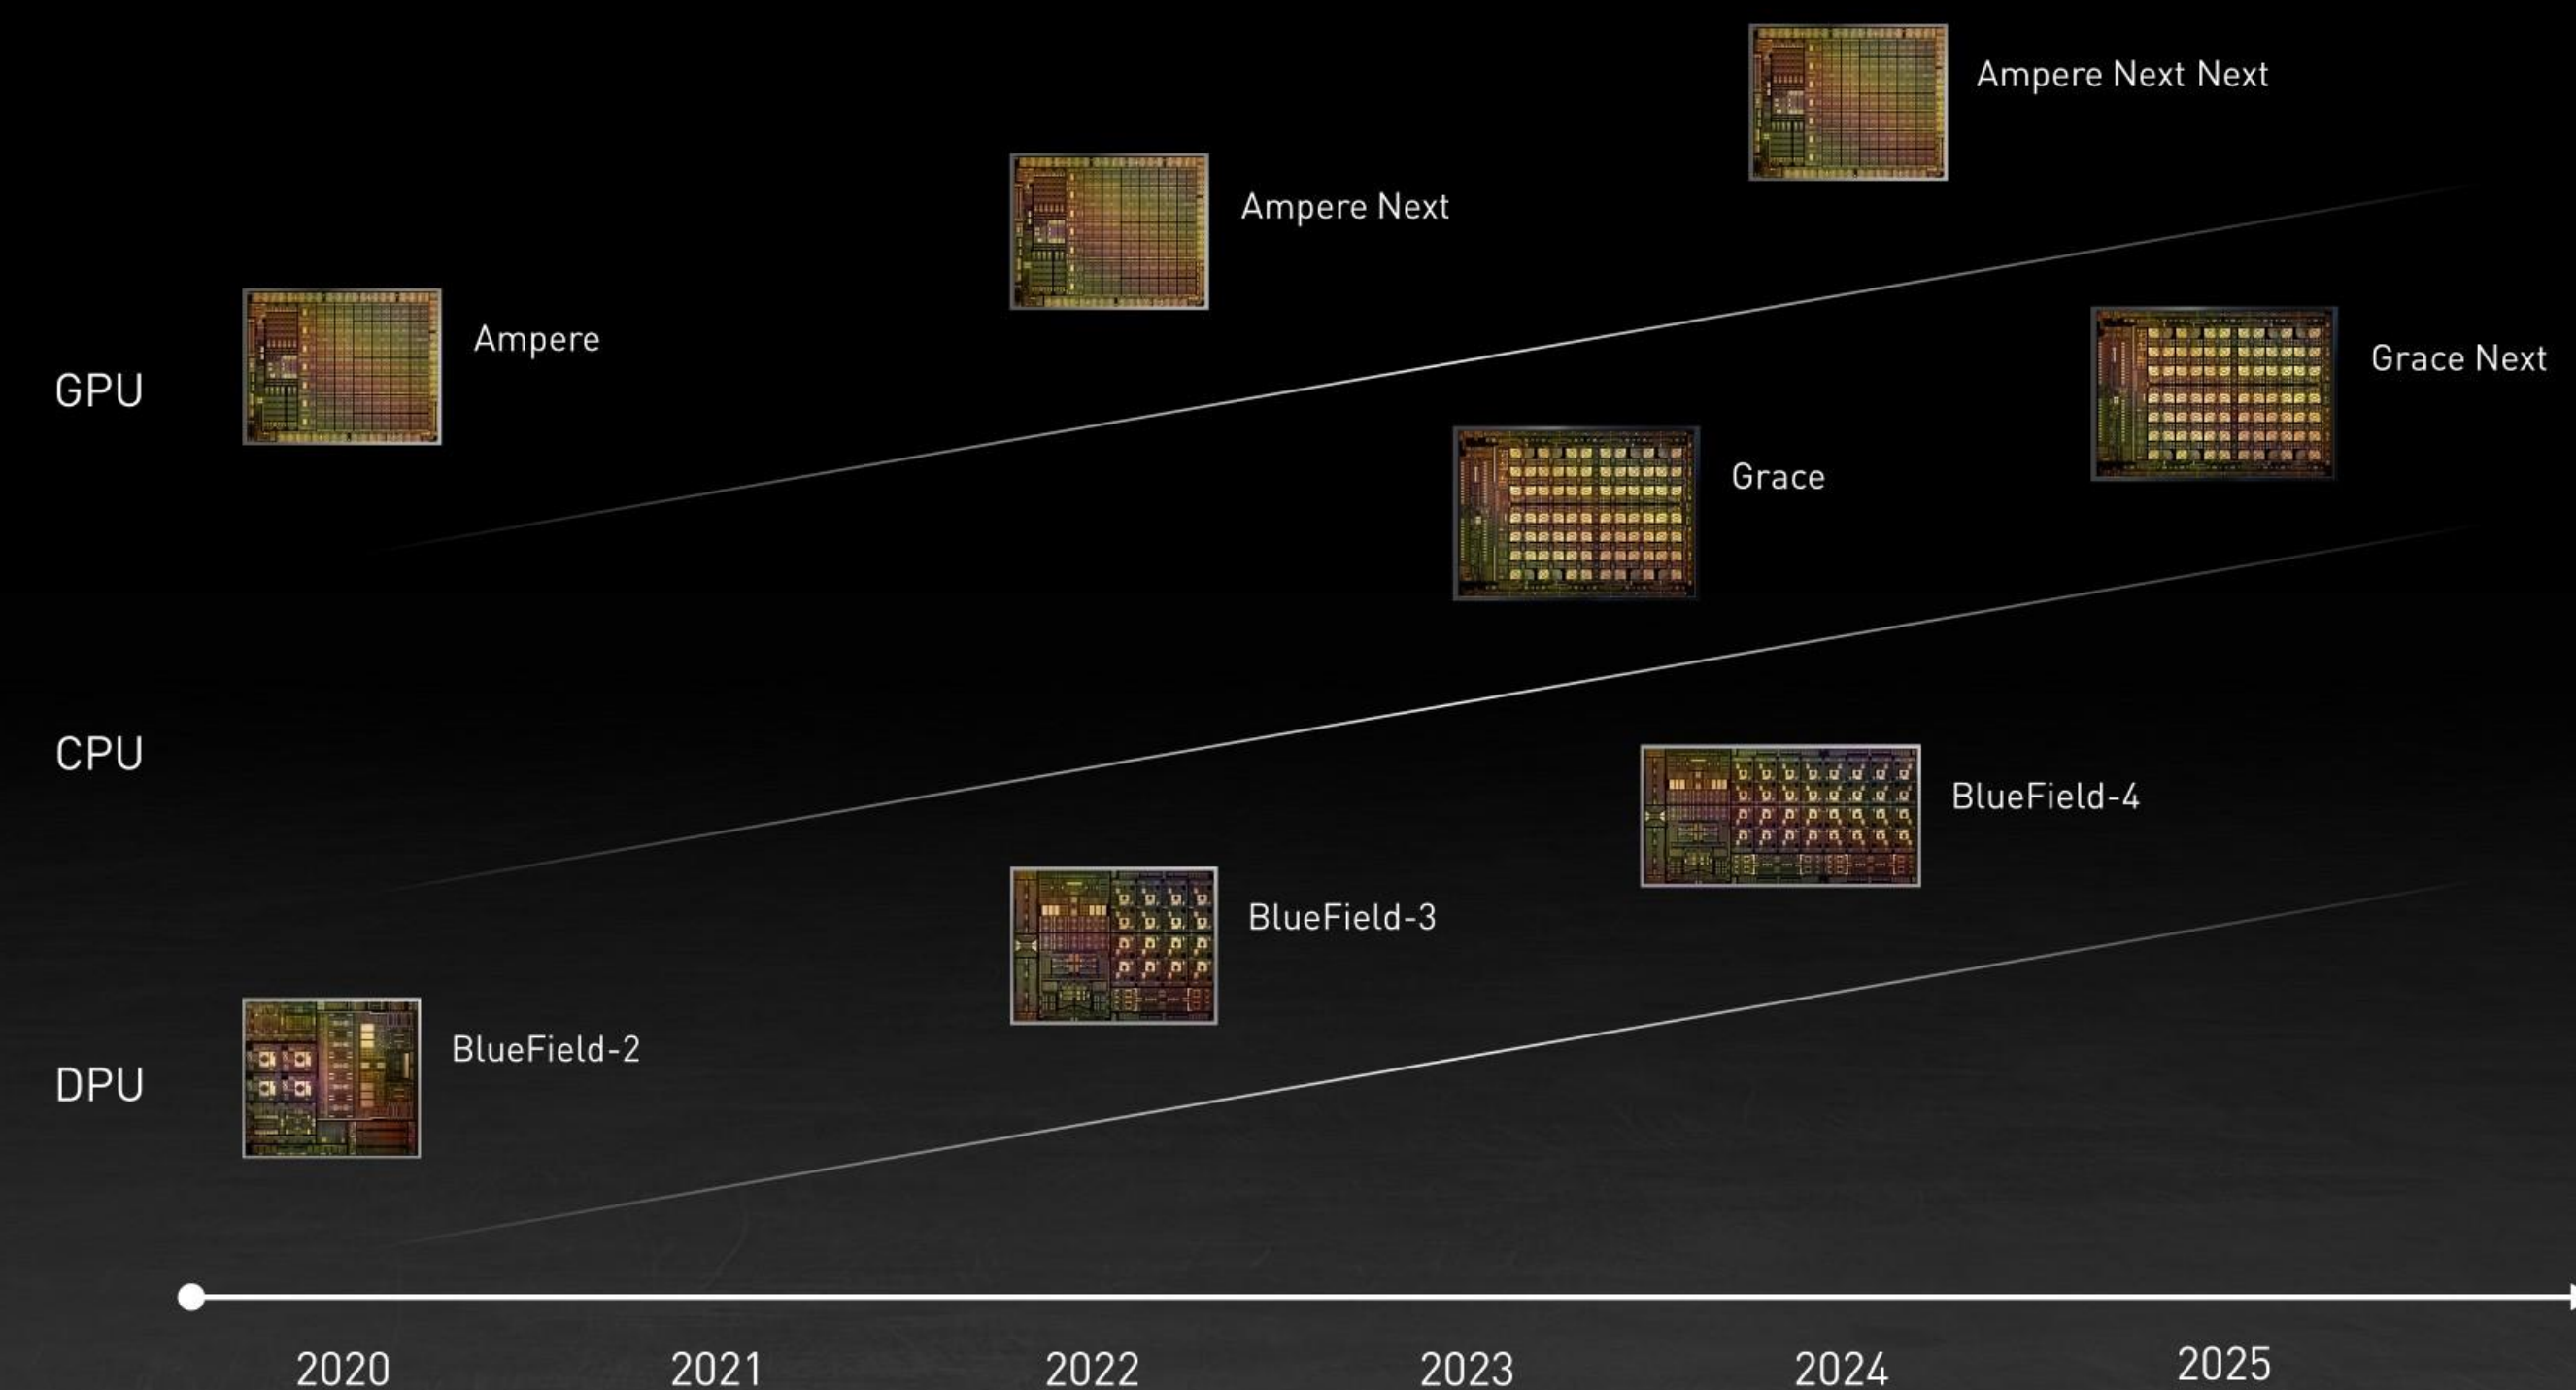 Ampere Next Next
Ampere Next
Ampere
GPU
Grace Next
Grace
CPU
BlueField-4
BlueField-3
BlueField-2
DPU
2020 2021 2022 2023 2024 2025